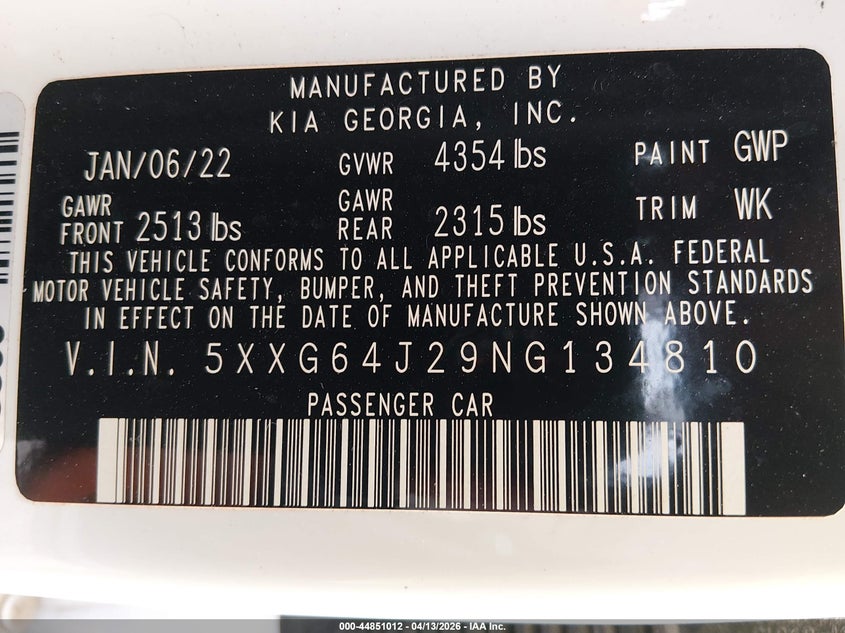 MANUFACTURED BY
KIA GEORGIA, INC.
JAN/06/22 GVWR 4354 lbs PAINT GWP
GAWR FRONT 2513 lbs GAWR REAR 2315 lbs TRIM WK
THIS VEHICLE CONFORMS TO ALL APPLICABLE U.S.A. FEDERAL
MOTOR VEHICLE SAFETY, BUMPER, AND THEFT PREVENTION STANDARDS
IN EFFECT ON THE DATE OF MANUFACTURE SHOWN ABOVE.
V.I.N. 5XXG64J29NG134810
PASSENGER CAR
000-44851012 - 04/13/2026 - IAA Inc.